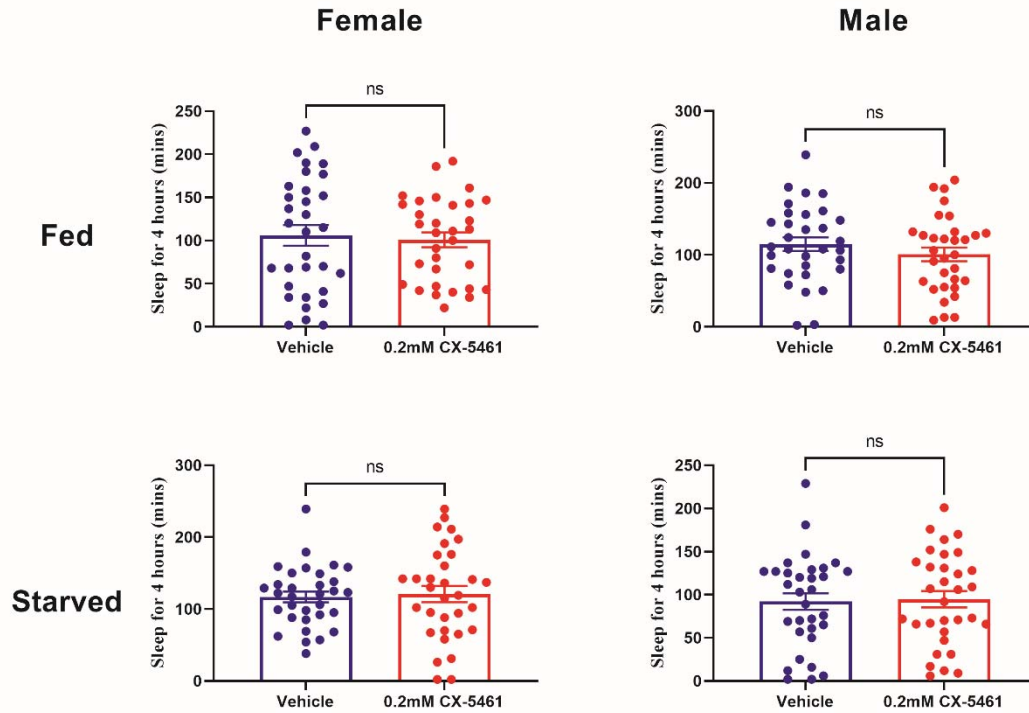 Female
Male
Fed
Sleep for 4 hours (mins)
250
200
150
100
50
0
ns
Vehicle
0.2mM CX-5461
Sleep for 4 hours (mins)
300
200
100
0
ns
Vehicle
0.2mM CX-5461
Starved
Sleep for 4 hours (mins)
300
200
100
0
ns
Vehicle
0.2mM CX-5461
Sleep for 4 hours (mins)
250
200
150
100
50
0
ns
Vehicle
0.2mM CX-5461